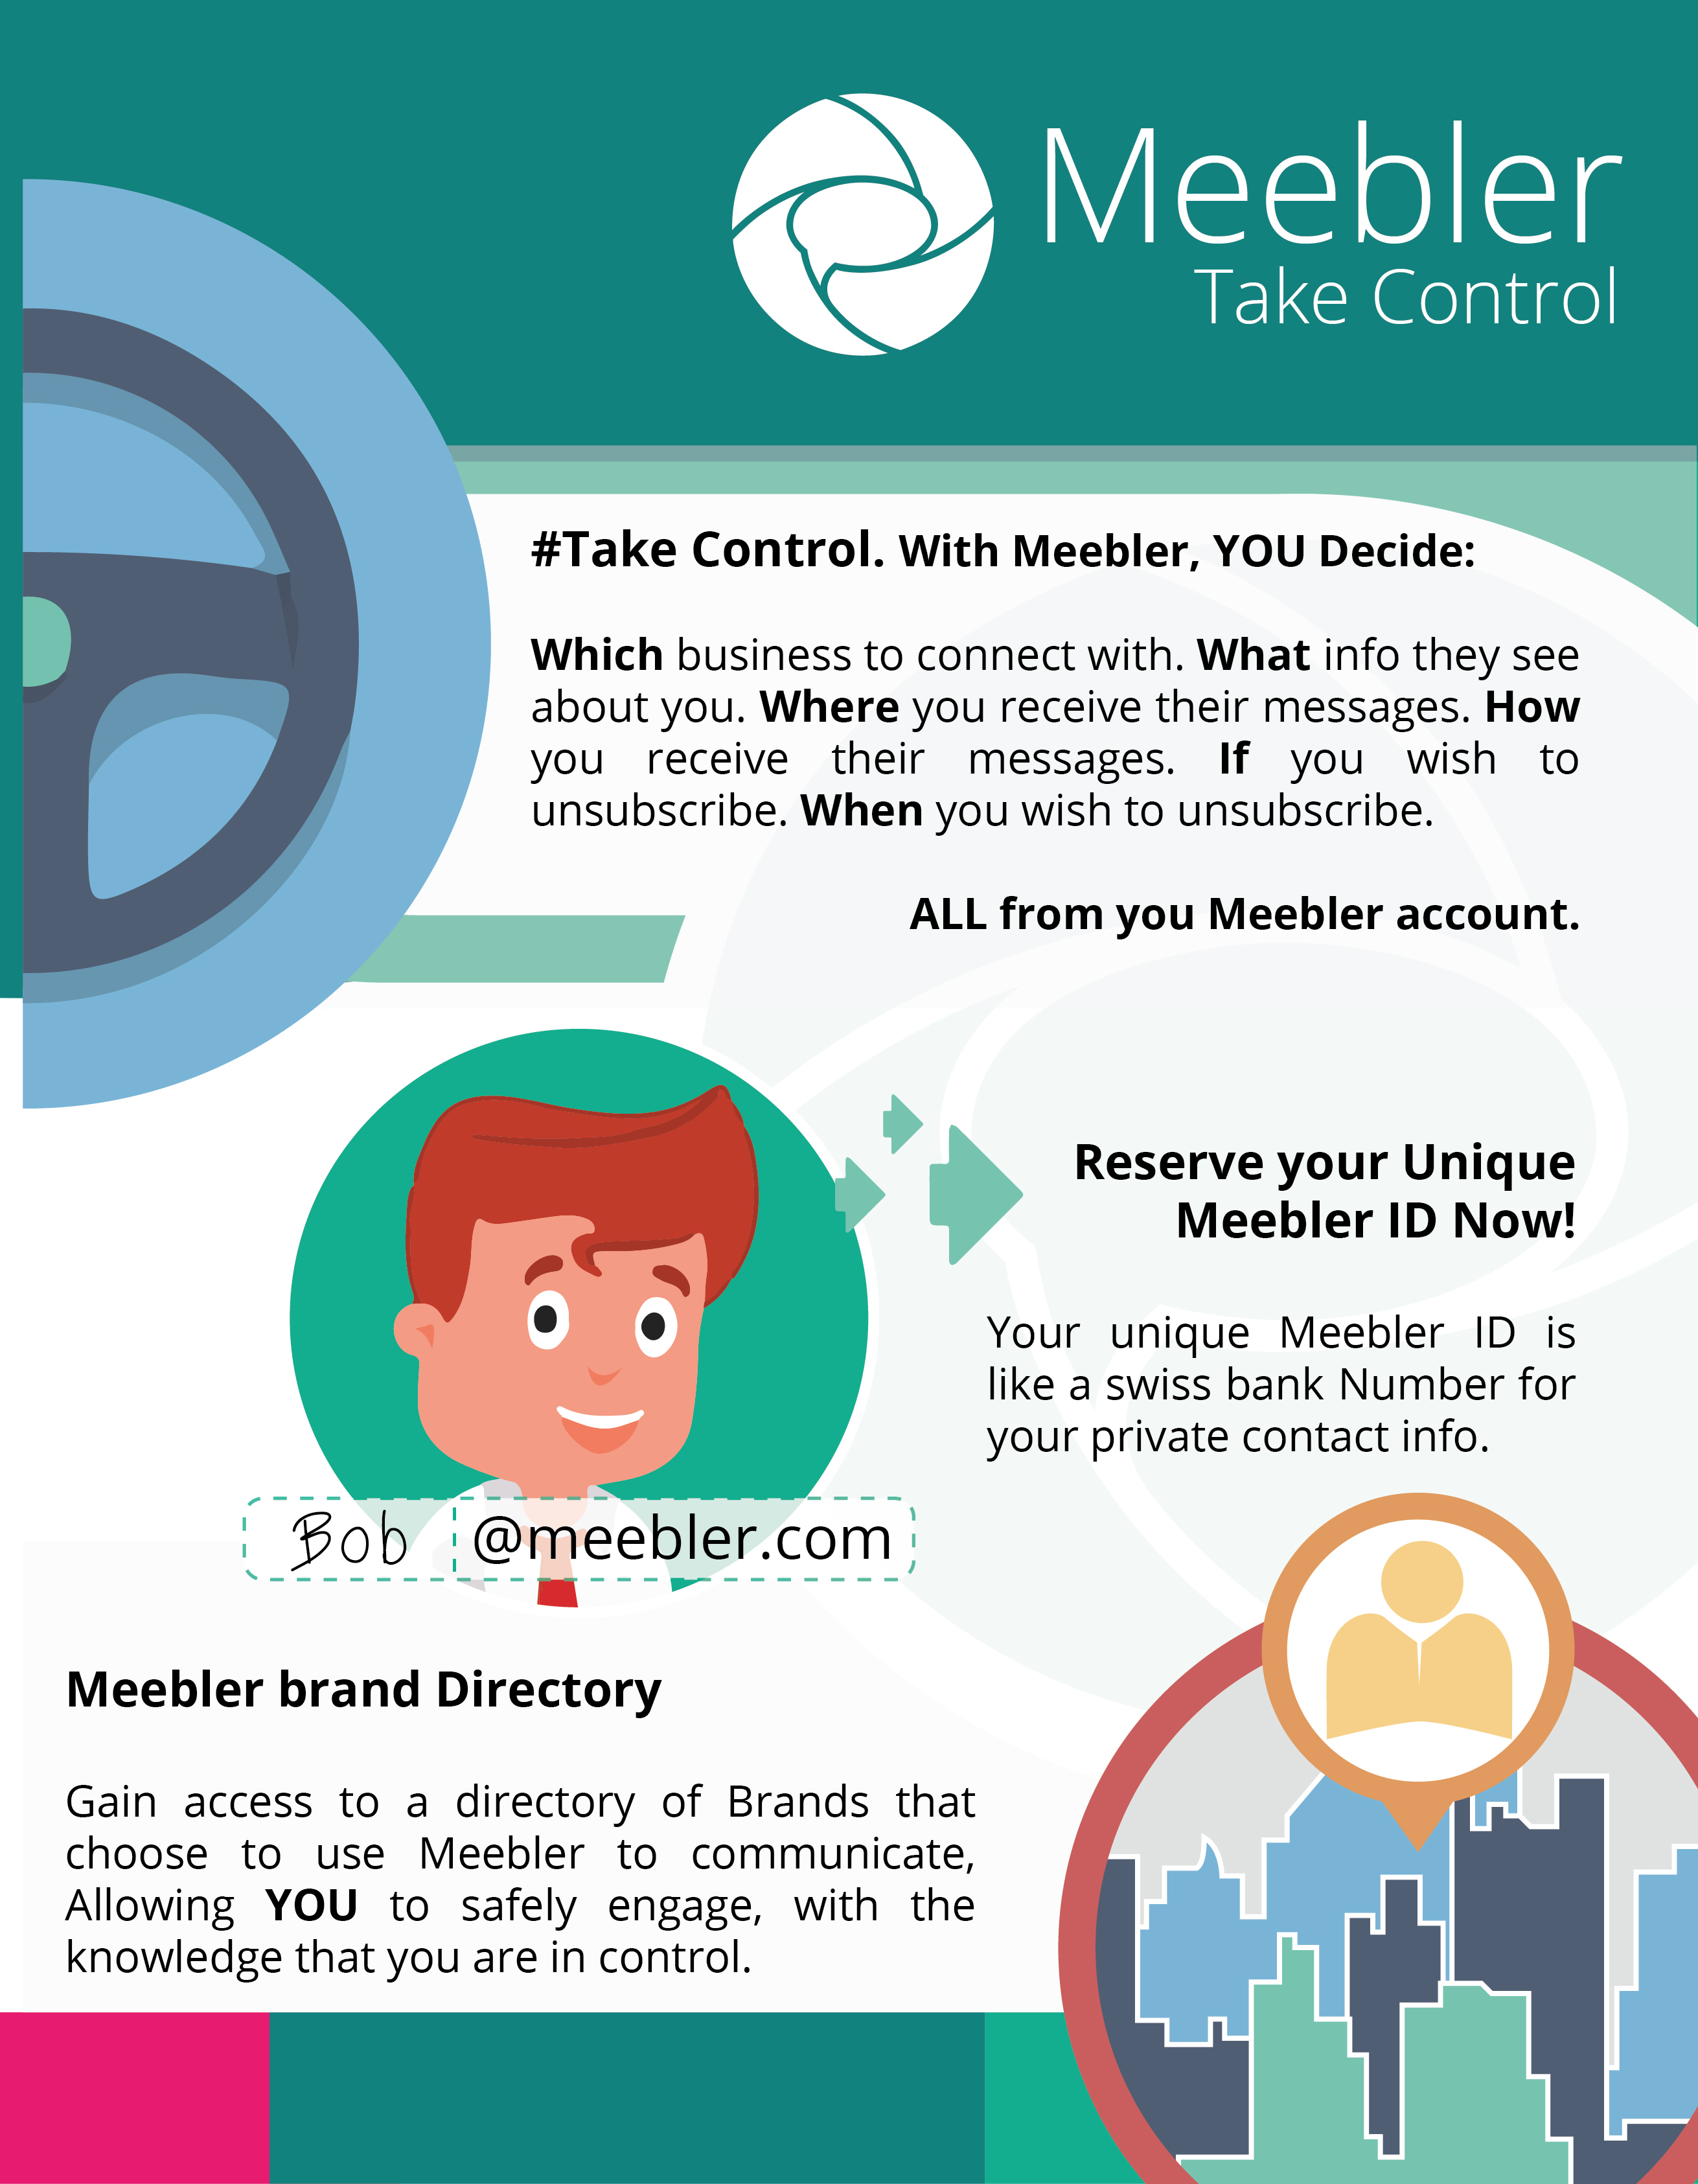 Meebler
Take Control
#Take Control. With Meebler, YOU Decide:
Which business to connect with. What info they see
about you. Where you receive their messages. How
you receive their messages. If you wish to
unsubscribe. When you wish to unsubscribe.
ALL from you Meebler account.
Reserve your Unique
Meebler ID Now!
Your unique Meebler ID is
like a swiss bank Number for
your private contact info.
Bob @meebler.com
Meebler brand Directory
Gain access to a directory of Brands that
choose to use Meebler to communicate,
Allowing YOU to safely engage, with the
knowledge that you are in control.